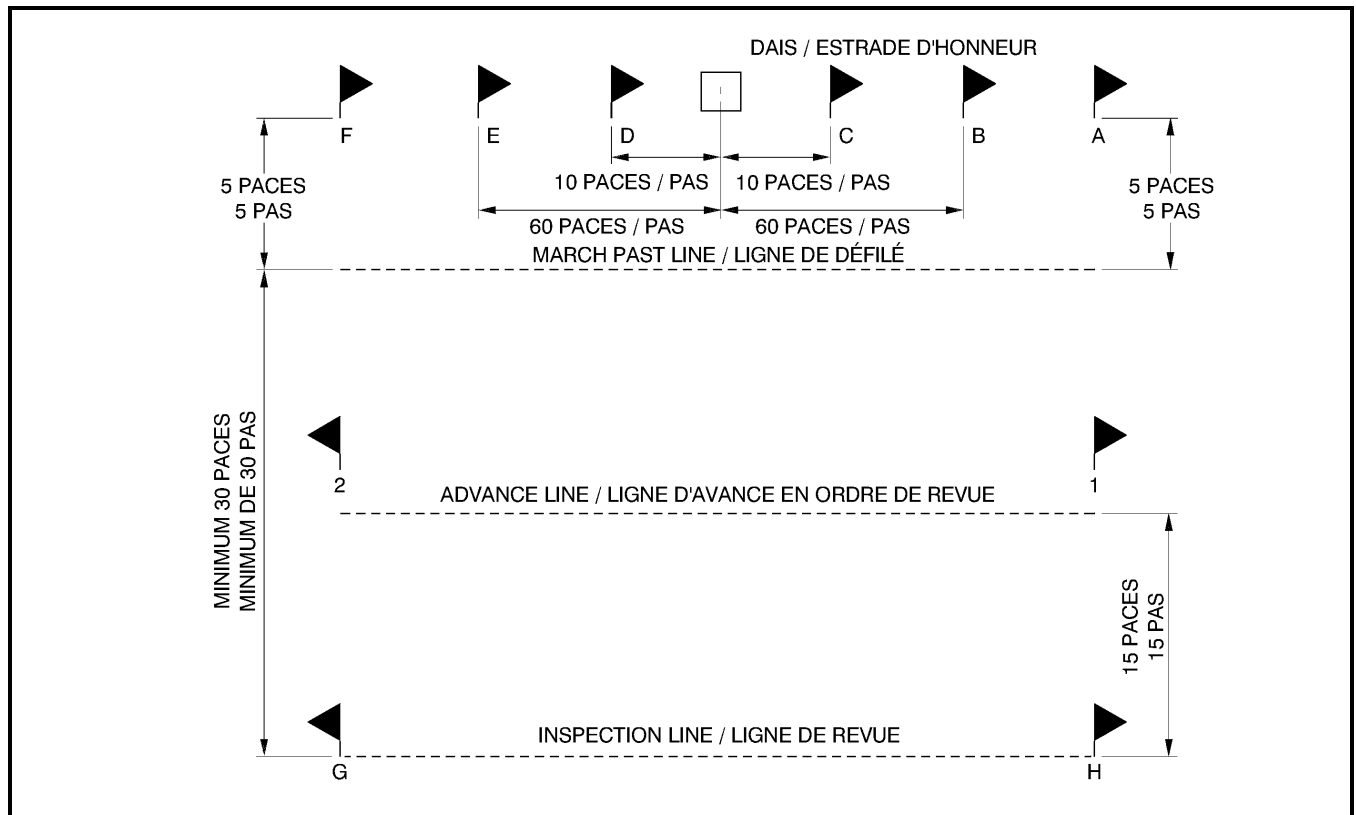 DAIS / ESTRADE D'HONNEUR
F
E
D
C
B
A
10 PACES / PAS
10 PACES / PAS
5 PACES
5 PAS
5 PACES
5 PAS
60 PACES / PAS
60 PACES / PAS
MARCH PAST LINE / LIGNE DE DÉFILÉ
MINIMUM 30 PACES
MINIMUM DE 30 PAS
2
1
ADVANCE LINE / LIGNE D'AVANCE EN ORDRE DE REVUE
15 PACES
15 PAS
INSPECTION LINE / LIGNE DE REVUE
G
H